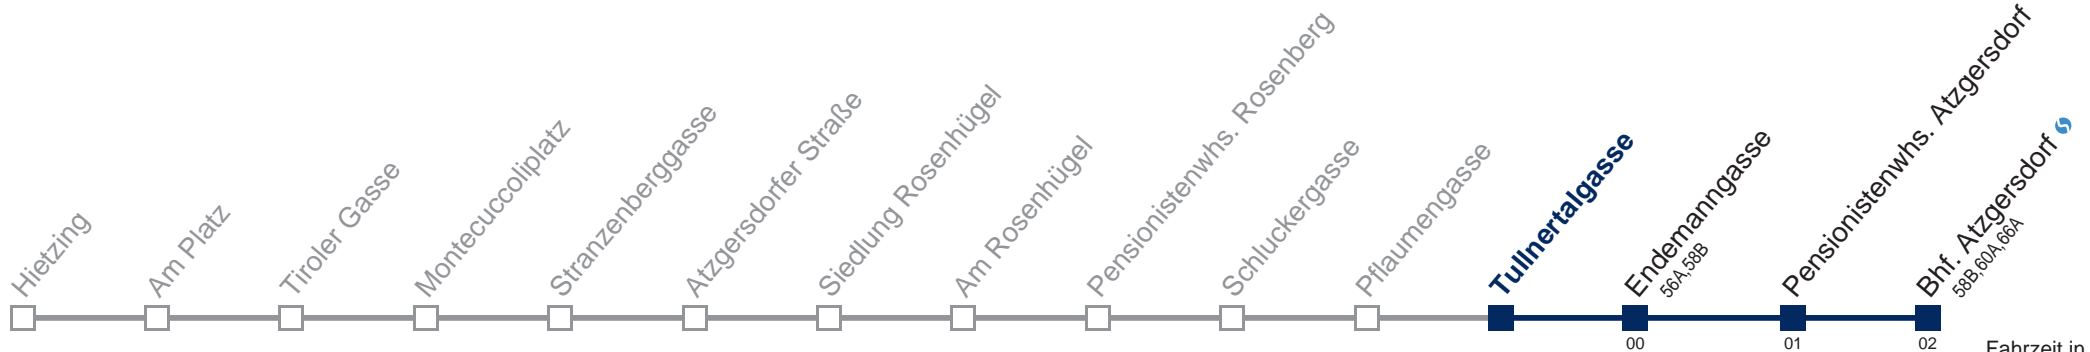 Hietzing
Am Platz
Tiroler Gasse
Montecuccoliplatz
Stranzenberggasse
Atzgersdorfer Straße
Siedlung Rosenhügel
Am Rosenhügel
Pensionistenwhs. Rosenberg
Schluckergasse
Pflaumengasse
Tullnertalgasse
Endemanngasse
56A,58B
Pensionistenwhs. Atzgersdorf
Bhf. Atzgersdorf
58B,60A,66A
00
01
02
Fahrzeit in